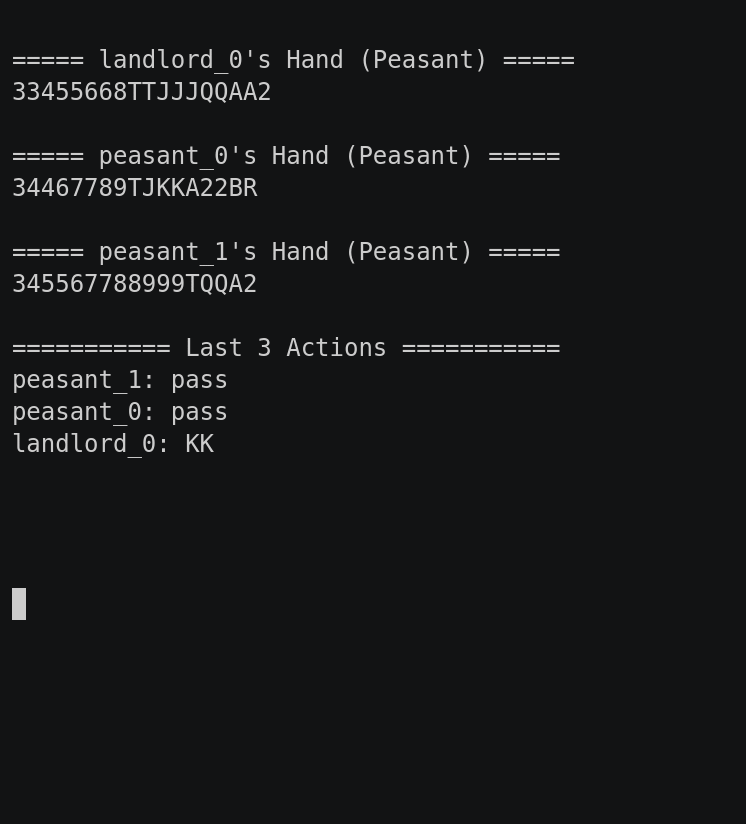 ===== landlord_0's Hand (Peasant) =====
33455668TTJJJQQAA2
===== peasant_0's Hand (Peasant) =====
34467789TJKKA22BR
===== peasant_1's Hand (Peasant) =====
345567788999TQQA2
=========== Last 3 Actions ===========
peasant_1: pass
peasant_0: pass
landlord_0: KK